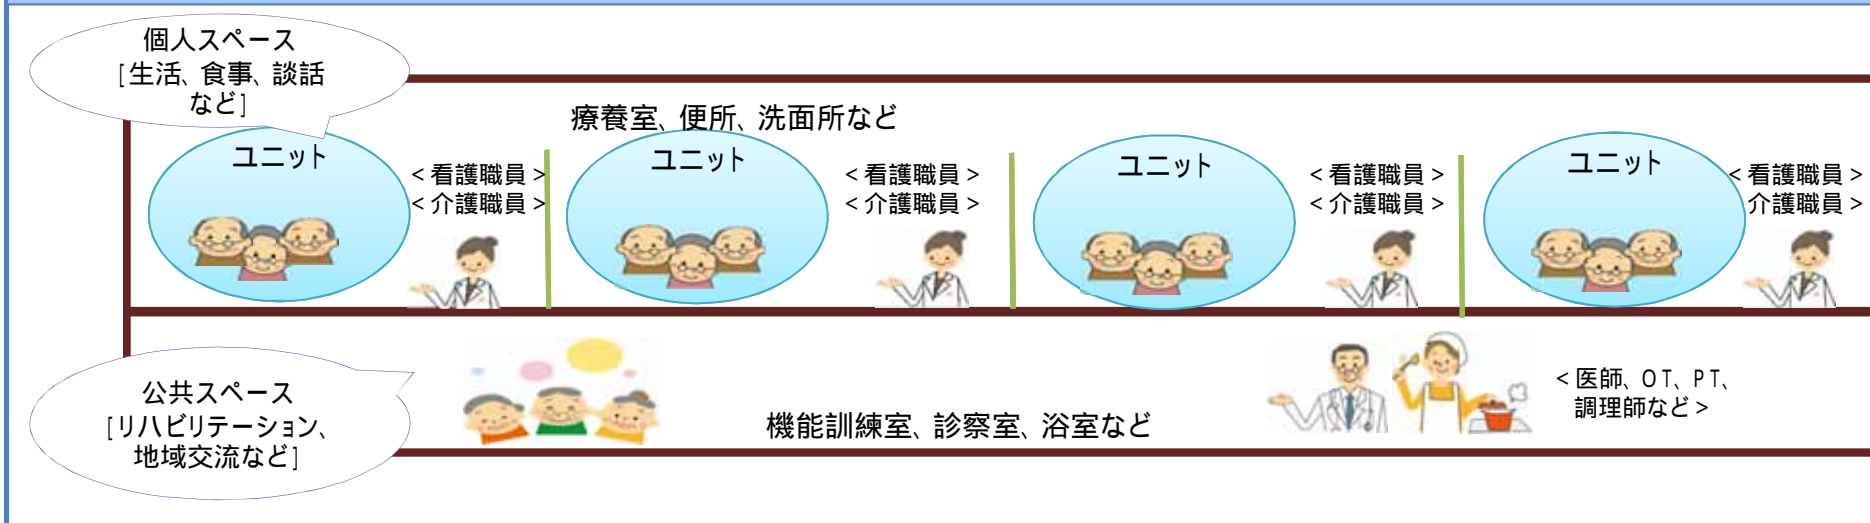 個人スペース
[生活、食事、談話
など]
療養室、便所、洗面所など
ユニット
<看護職員>
<介護職員>
ユニット
<看護職員>
<介護職員>
ユニット
<看護職員>
<介護職員>
ユニット
<看護職員>
介護職員>
公共スペース
[リハビリテーション、
地域交流など]
機能訓練室、診察室、浴室など
<医師、OT、PT、
調理師など>